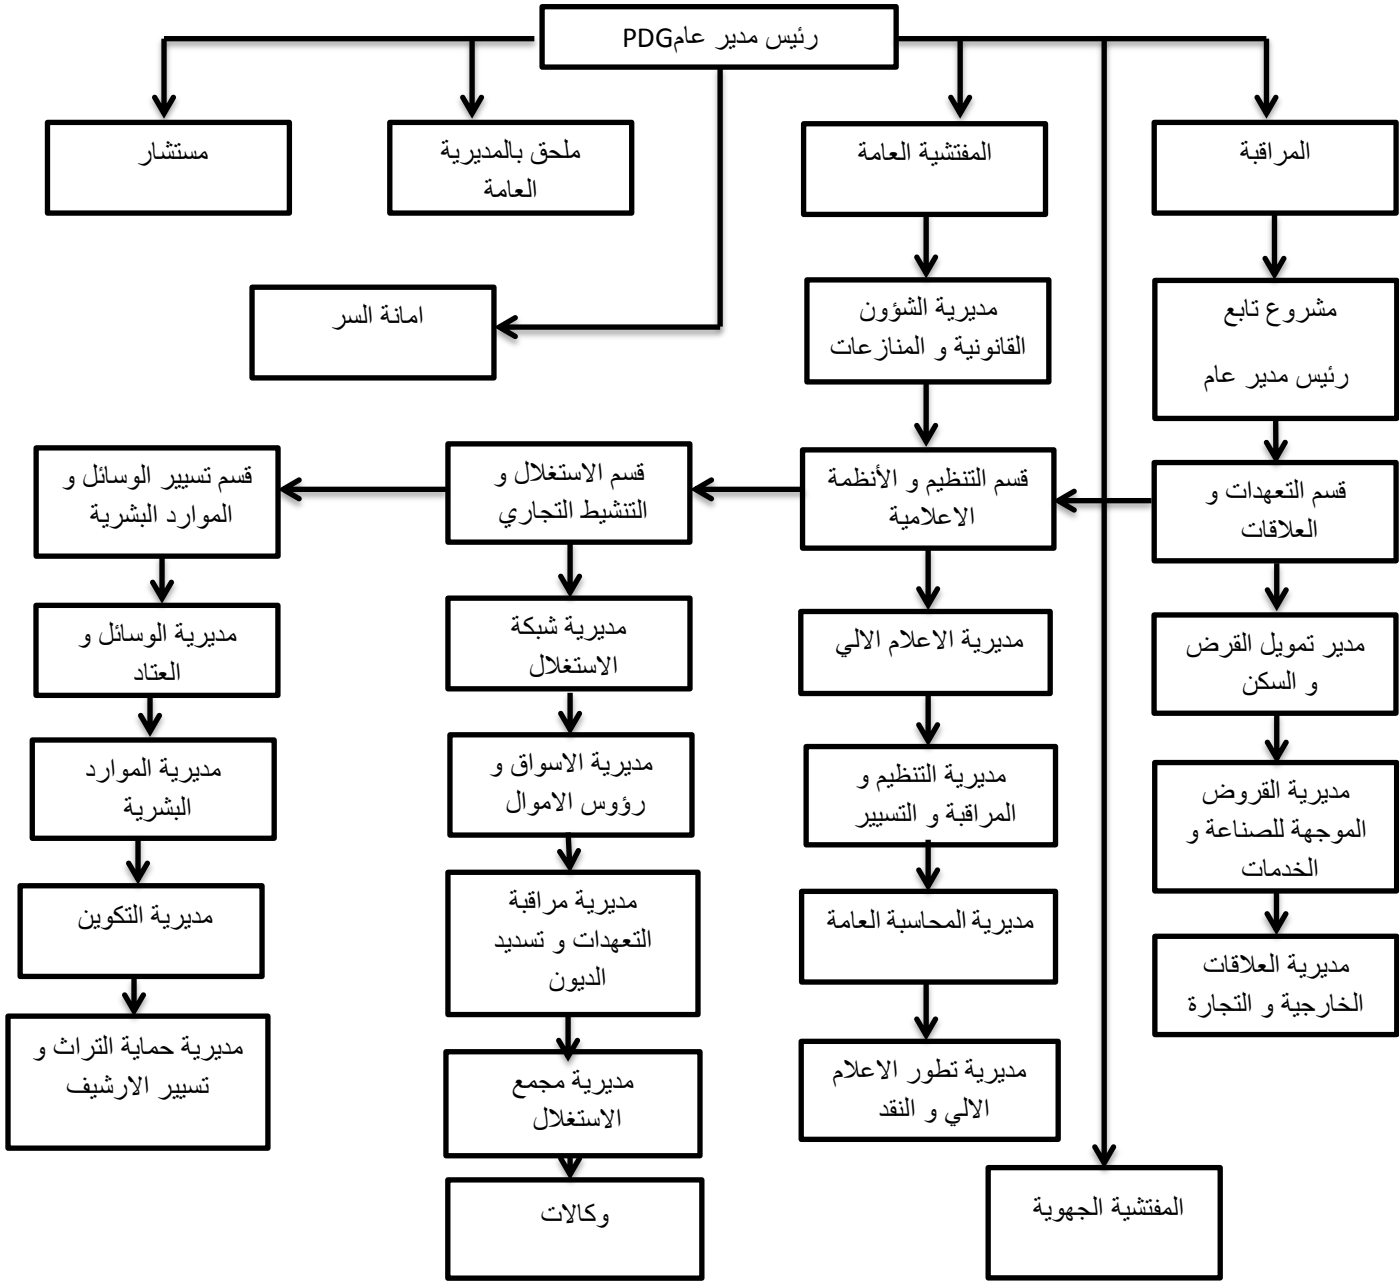 رئيس مدير عامPDG
المراقبة
المفتشية العامة
ملحق بالمديرية
العامة
مستشار
مشروع تابع
رئيس مدير عام
مديرية الشؤون
القانونية و المنازعات
امانة السر
قسم التعهدات و
العلاقات
قسم التنظيم و الأنظمة
الاعلامية
قسم الاستغلال و
التنشيط التجاري
قسم تسيير الوسائل و
الموارد البشرية
مدير تمويل القرض
و السكن
مديرية الاعلام الالي
مديرية شبكة
الاستغلال
مديرية الوسائل و
العتاد
مديرية القروض
الموجهة للصناعة و
الخدمات
مديرية التنظيم و
المراقبة و التسيير
مديرية الاسواق و
رؤوس الاموال
مديرية الموارد
البشرية
مديرية العلاقات
الخارجية و التجارة
مديرية المحاسبة العامة
مديرية مراقبة
التعهدات و تسديد
الديون
مديرية التكوين
مديرية تطور الاعلام
الالي و النقد
مديرية مجمع
الاستغلال
مديرية حماية التراث و
تسيير الارشيف
المفتشية الجهوية
وكالات